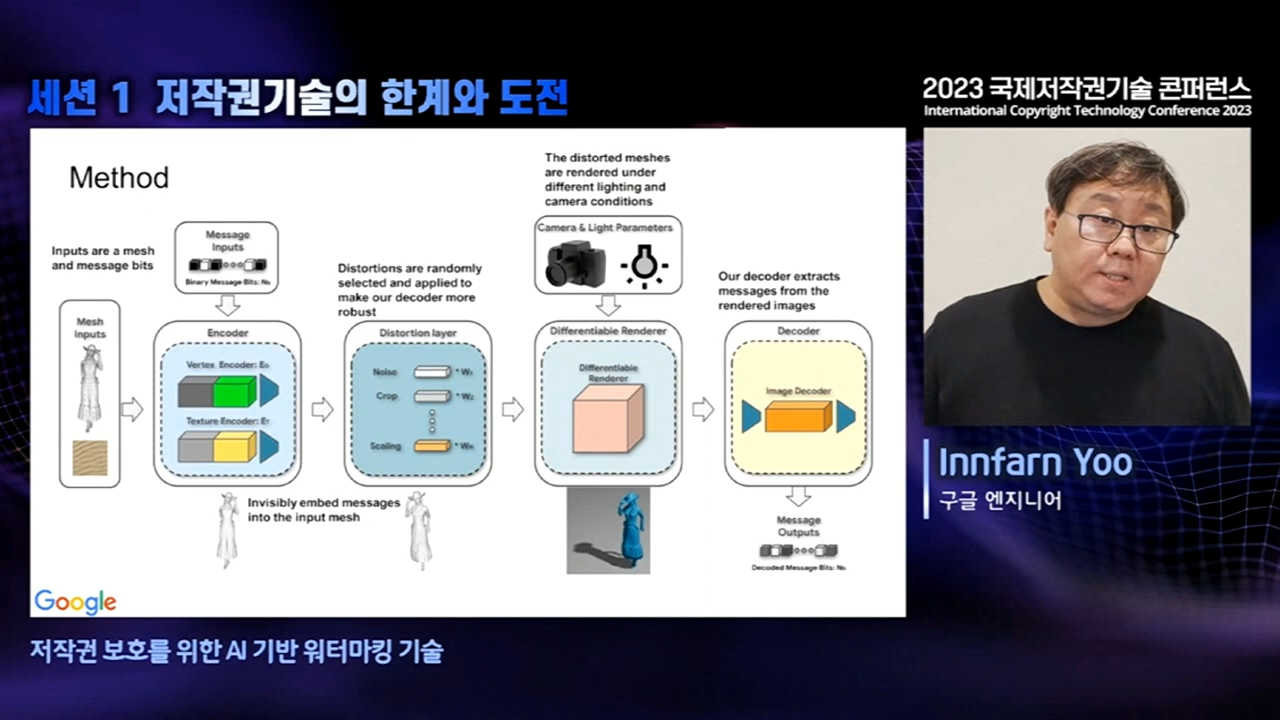 세션 1 저작권기술의 한계와 도전
2023 국제저작권기술 콘퍼런스
International Copyright Technology Conference 2023
Method
Inputs are a mesh
and message bits
Message
Inputs
Binary Message Bits: Nb
Mesh
Inputs
Encoder
Vertex Encoder: EG
Texture Encoder: ET
Invisibly embed messages
into the input mesh
Distortions are randomly
selected and applied to
make our decoder more
robust
Distortion layer
Noise
* W1
Crop
* W2
Scaling
* WN
The distorted meshes
are rendered under
different lighting and
camera conditions
Camera & Light Parameters
Differentiable Renderer
Differentiable
Renderer
Our decoder extracts
messages from the
rendered images
Decoder
Image Decoder
Message
Outputs
Decoded Message Bits: Nb
Google
Innfarn Yoo
구글 엔지니어
저작권 보호를 위한 AI 기반 워터마킹 기술